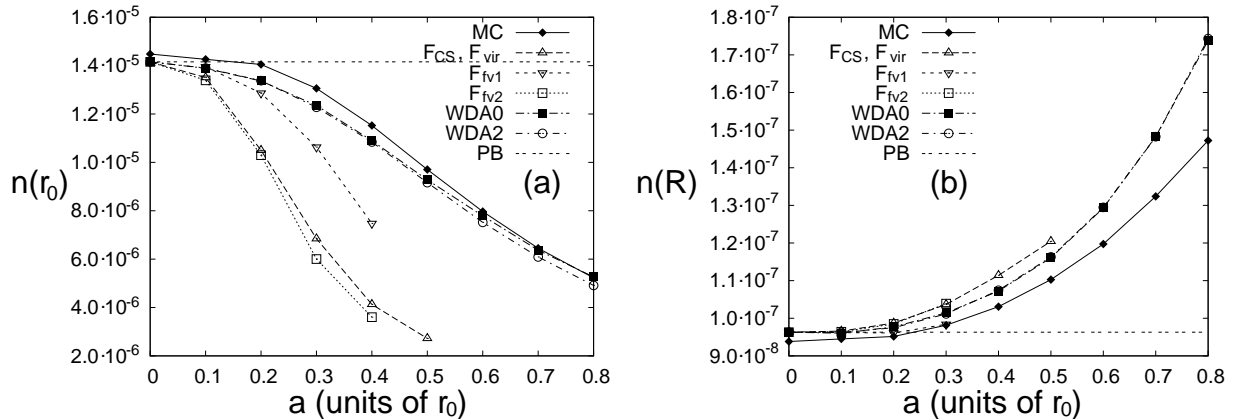 1.6·10⁻⁵
1.4·10⁻⁵
1.2·10⁻⁵
1.0·10⁻⁵
8.0·10⁻⁶
6.0·10⁻⁶
4.0·10⁻⁶
2.0·10⁻⁶
n(r₀)
MC
F_CS, F_vir
F_fv1
F_fv2
WDA0
WDA2
PB
(a)
0 0.1 0.2 0.3 0.4 0.5 0.6 0.7 0.8
a (units of r₀)
1.8·10⁻⁷
1.7·10⁻⁷
1.6·10⁻⁷
1.5·10⁻⁷
1.4·10⁻⁷
1.3·10⁻⁷
1.2·10⁻⁷
1.1·10⁻⁷
1.0·10⁻⁷
9.0·10⁻⁸
n(R)
MC
F_CS, F_vir
F_fv1
F_fv2
WDA0
WDA2
PB
(b)
0 0.1 0.2 0.3 0.4 0.5 0.6 0.7 0.8
a (units of r₀)